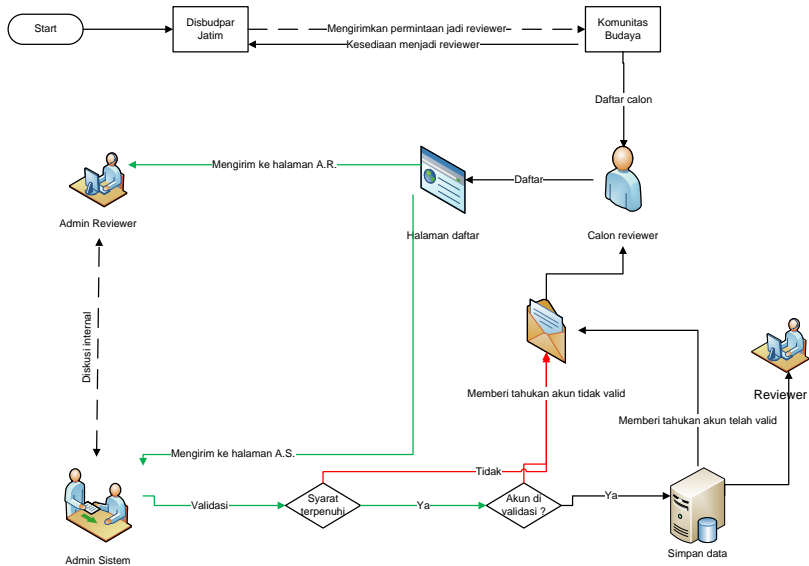 Start
Disbudpar
Jatim
Mengirimkan permintaan jadi reviewer
Kesediaan menjadi reviewer
Komunitas
Budaya
Daftar calon
Mengirim ke halaman A.R.
Daftar
Admin Reviewer
Halaman daftar
Calon reviewer
Diskusi internal
Memberi tahukan akun tidak valid
Reviewer
Memberi tahukan akun telah valid
Mengirim ke halaman A.S.
Tidak
Validasi
Syarat
terpenuhi
Ya
Akun di
validasi ?
Ya
Simpan data
Admin Sistem